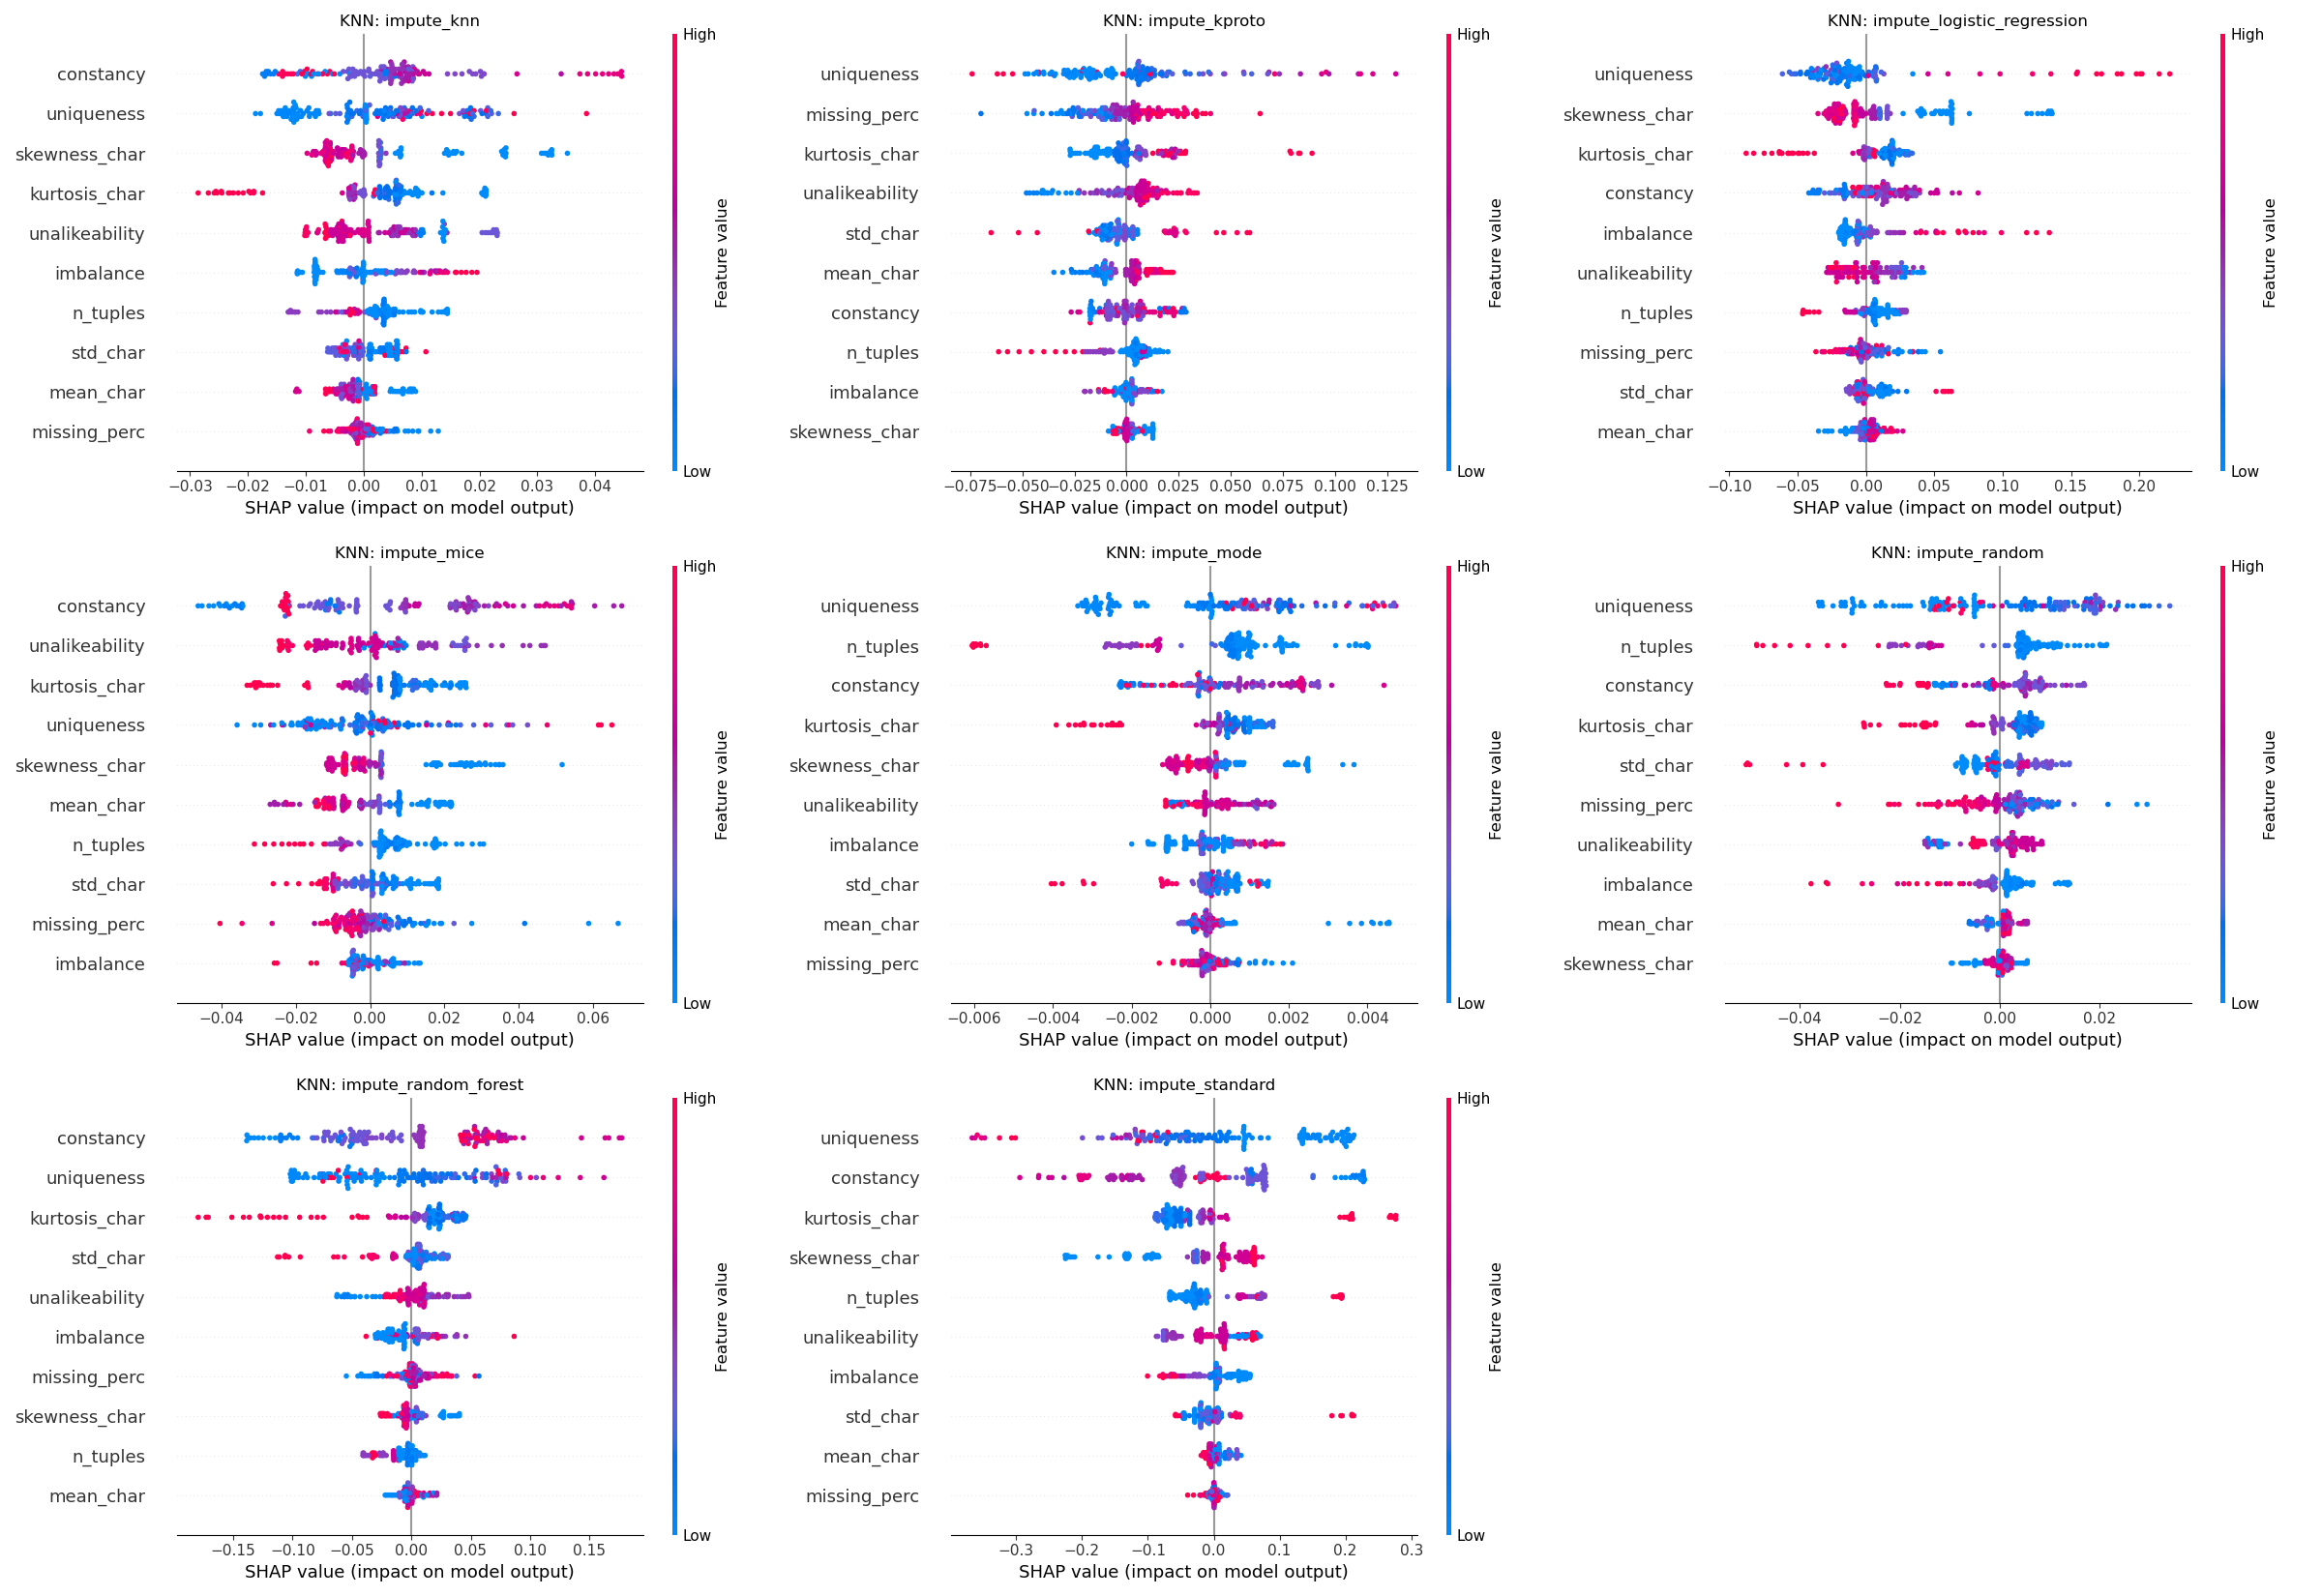 KNN: impute_knn
High
constancy
uniqueness
skewness_char
kurtosis_char
unalikeability
imbalance
n_tuples
std_char
mean_char
missing_perc
Feature value
Low
−0.03 −0.02 −0.01 0.00 0.01 0.02 0.03 0.04
SHAP value (impact on model output)
KNN: impute_kproto
High
uniqueness
missing_perc
kurtosis_char
unalikeability
std_char
mean_char
constancy
n_tuples
imbalance
skewness_char
Feature value
Low
−0.075 −0.050 −0.025 0.000 0.025 0.050 0.075 0.100 0.125
SHAP value (impact on model output)
KNN: impute_logistic_regression
High
uniqueness
skewness_char
kurtosis_char
constancy
imbalance
unalikeability
n_tuples
missing_perc
std_char
mean_char
Feature value
Low
−0.10 −0.05 0.00 0.05 0.10 0.15 0.20
SHAP value (impact on model output)
KNN: impute_mice
High
constancy
unalikeability
kurtosis_char
uniqueness
skewness_char
mean_char
n_tuples
std_char
missing_perc
imbalance
Feature value
Low
−0.04 −0.02 0.00 0.02 0.04 0.06
SHAP value (impact on model output)
KNN: impute_mode
High
uniqueness
n_tuples
constancy
kurtosis_char
skewness_char
unalikeability
imbalance
std_char
mean_char
missing_perc
Feature value
Low
−0.006 −0.004 −0.002 0.000 0.002 0.004
SHAP value (impact on model output)
KNN: impute_random
High
uniqueness
n_tuples
constancy
kurtosis_char
std_char
missing_perc
unalikeability
imbalance
mean_char
skewness_char
Feature value
Low
−0.04 −0.02 0.00 0.02
SHAP value (impact on model output)
KNN: impute_random_forest
High
constancy
uniqueness
kurtosis_char
std_char
unalikeability
imbalance
missing_perc
skewness_char
n_tuples
mean_char
Feature value
Low
−0.15 −0.10 −0.05 0.00 0.05 0.10 0.15
SHAP value (impact on model output)
KNN: impute_standard
High
uniqueness
constancy
kurtosis_char
skewness_char
n_tuples
unalikeability
imbalance
std_char
mean_char
missing_perc
Feature value
Low
−0.3 −0.2 −0.1 0.0 0.1 0.2 0.3
SHAP value (impact on model output)